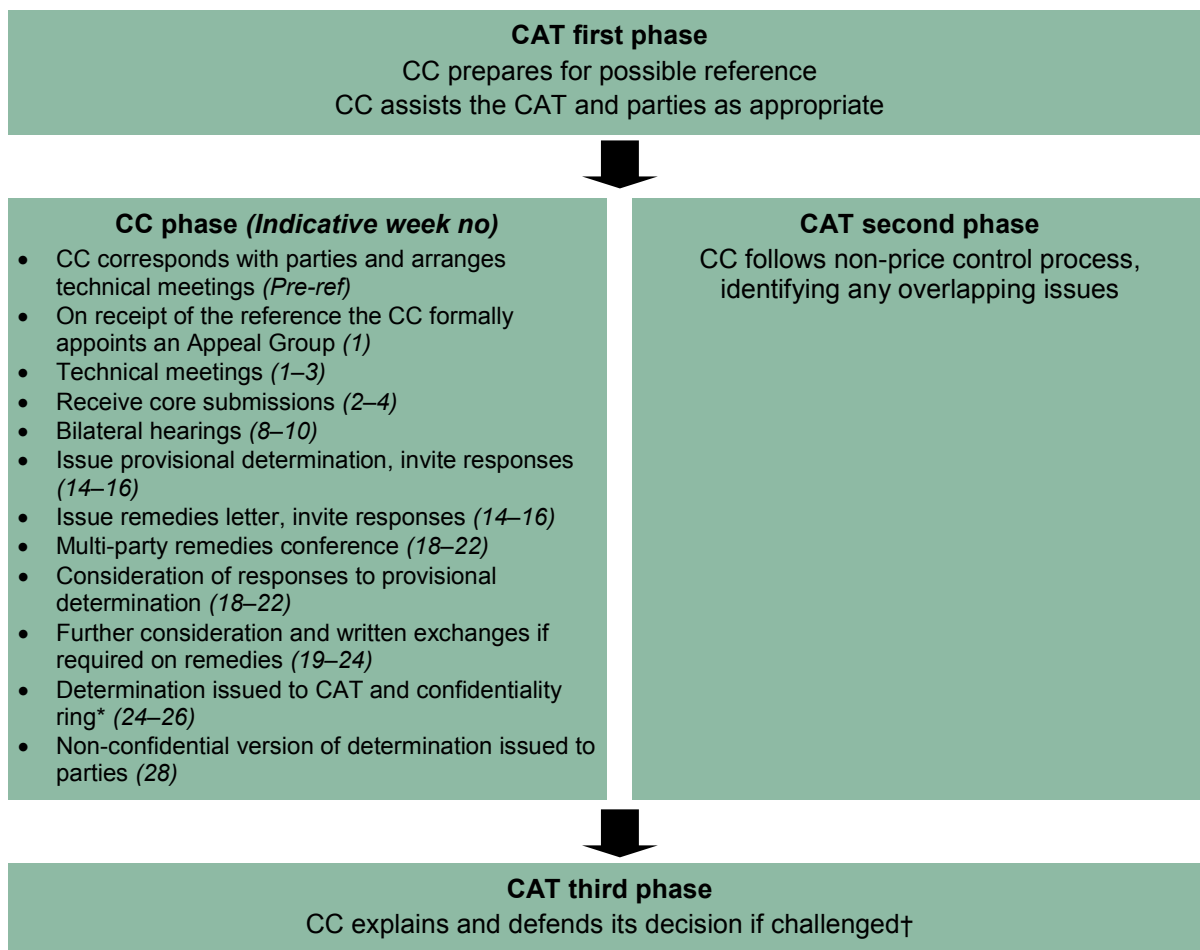 CAT first phase
CC prepares for possible reference
CC assists the CAT and parties as appropriate
CC phase (Indicative week no)
• CC corresponds with parties and arranges
technical meetings (Pre-ref)
• On receipt of the reference the CC formally
appoints an Appeal Group (1)
• Technical meetings (1–3)
• Receive core submissions (2–4)
• Bilateral hearings (8–10)
• Issue provisional determination, invite responses
(14–16)
• Issue remedies letter, invite responses (14–16)
• Multi-party remedies conference (18–22)
• Consideration of responses to provisional
determination (18–22)
• Further consideration and written exchanges if
required on remedies (19–24)
• Determination issued to CAT and confidentiality
ring* (24–26)
• Non-confidential version of determination issued to
parties (28)
CAT second phase
CC follows non-price control process,
identifying any overlapping issues
CAT third phase
CC explains and defends its decision if challenged†